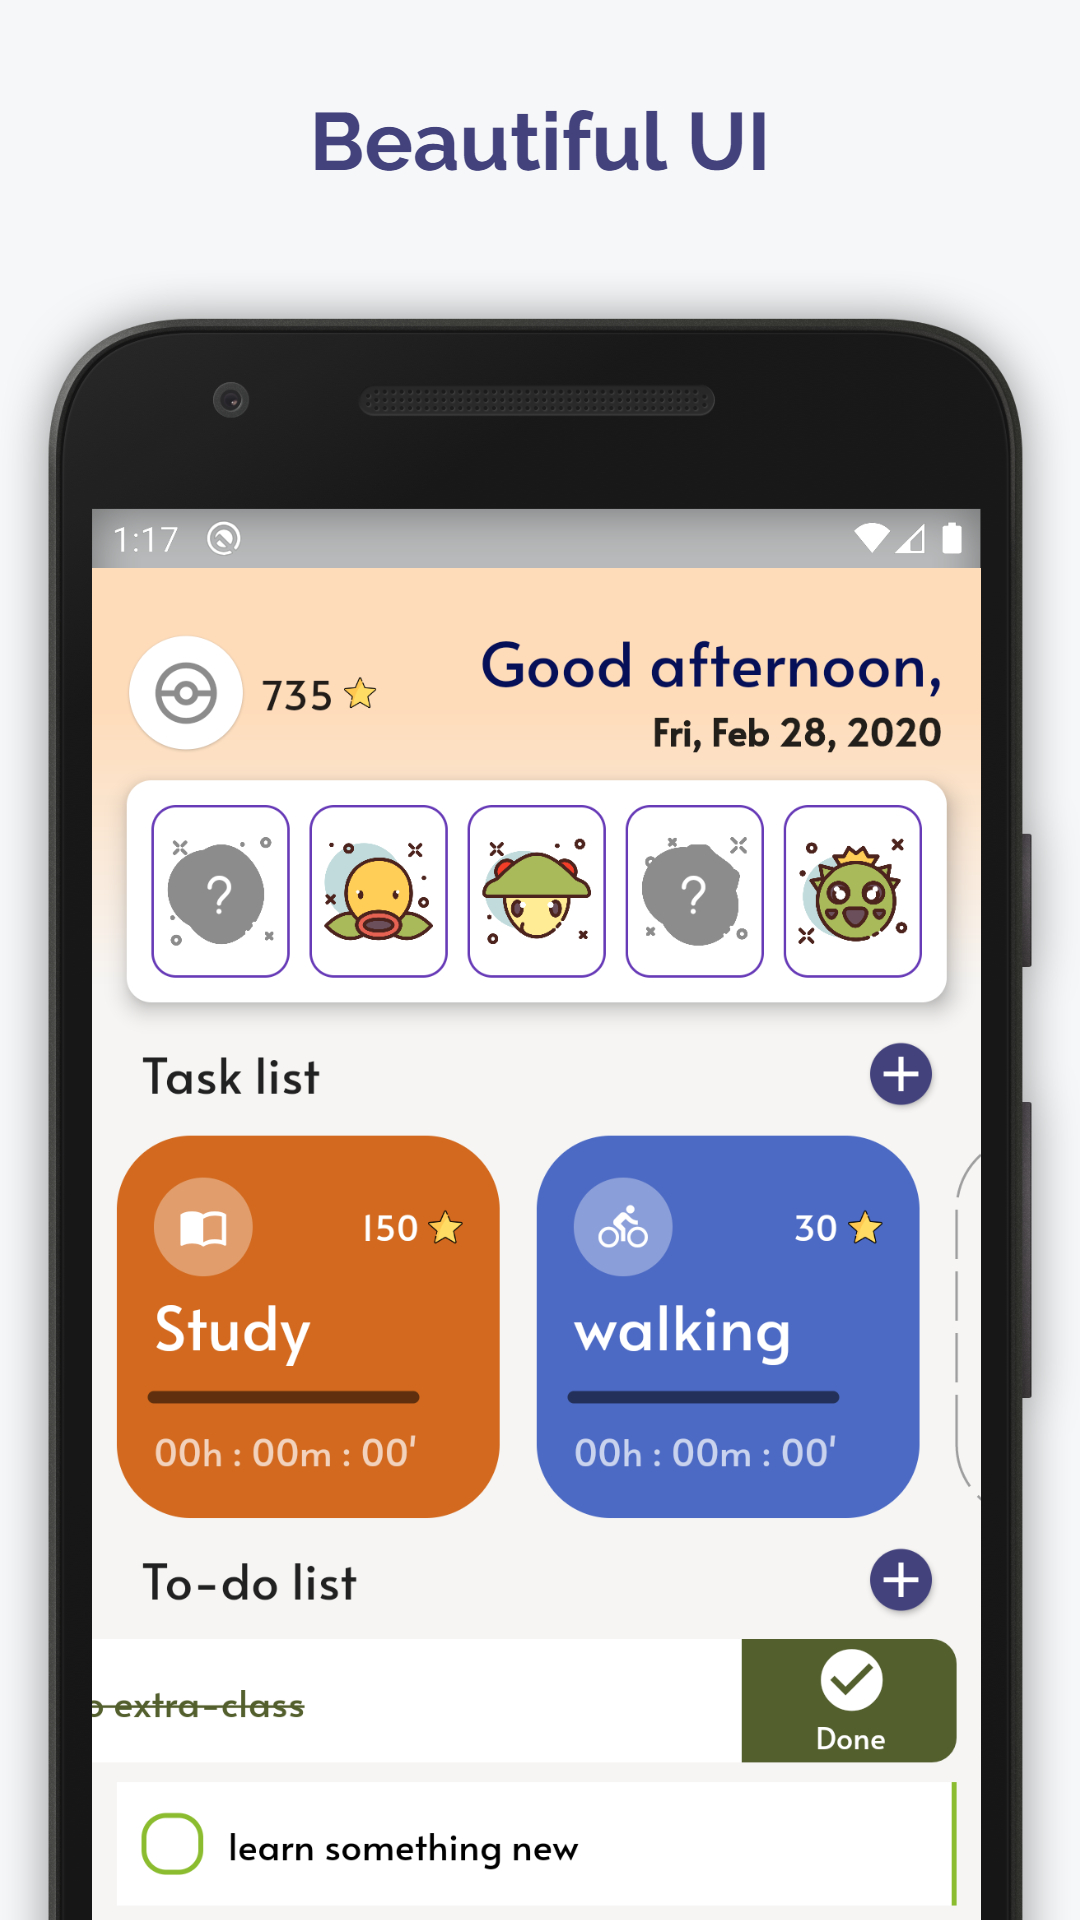 Beautiful UI
1:17
735
Good afternoon,
Fri, Feb 28, 2020
?
?
Task list
150
30
Study
walking
00h : 00m : 00'
00h : 00m : 00'
To-do list
o extra-class
Done
learn something new